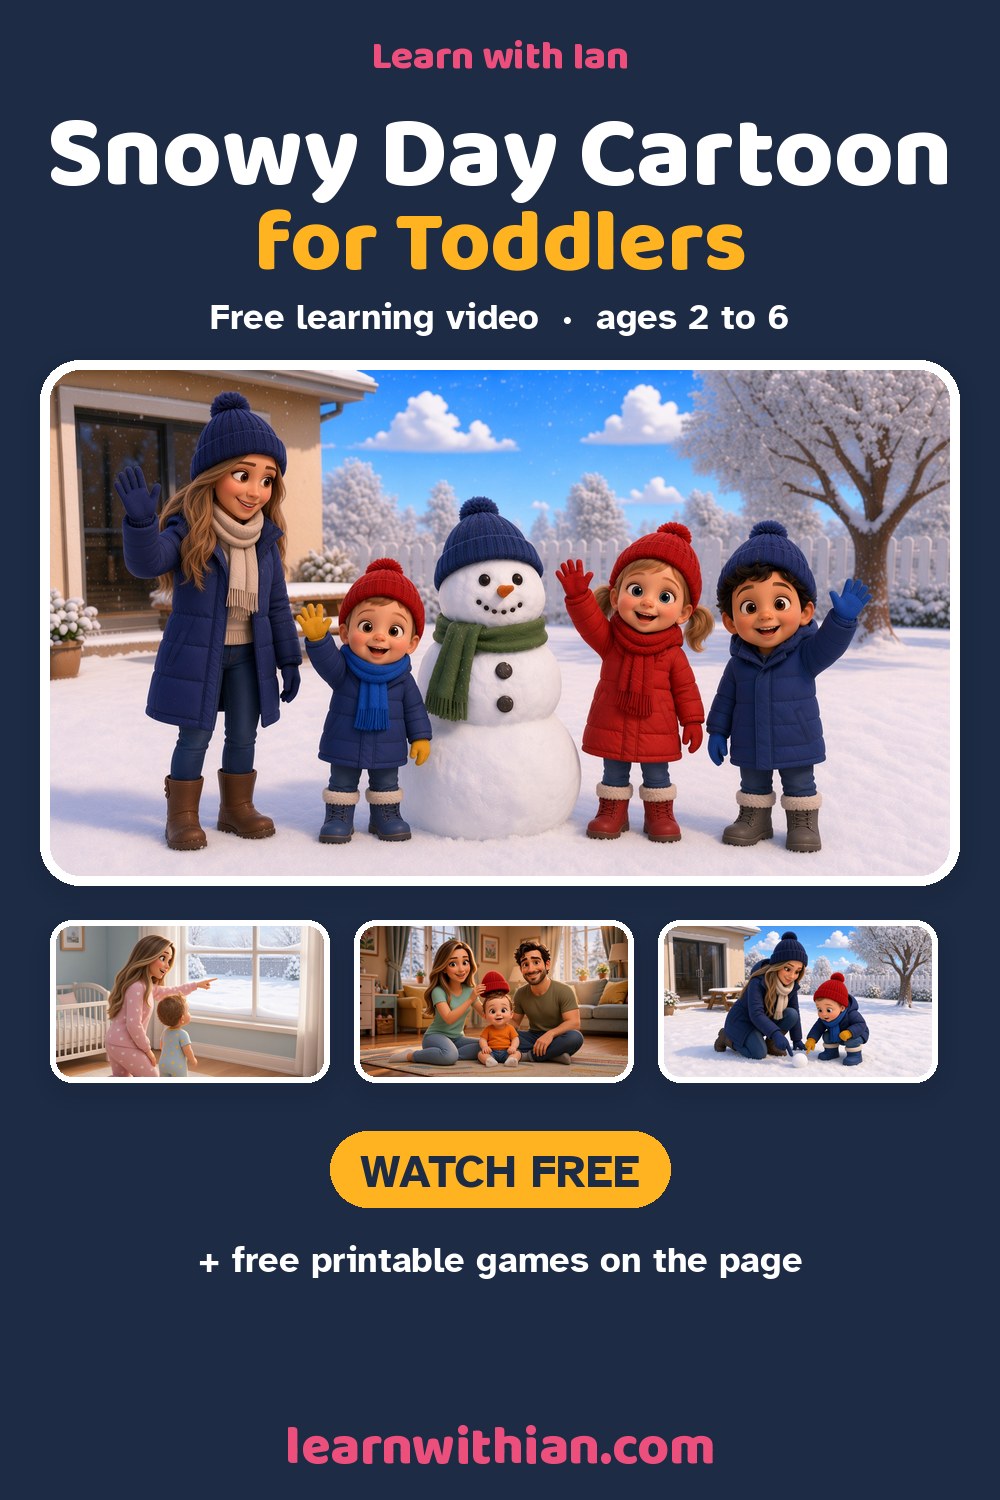 Learn with Ian
Snowy Day Cartoon
for Toddlers
Free learning video · ages 2 to 6
WATCH FREE
+ free printable games on the page
learnwithian.com